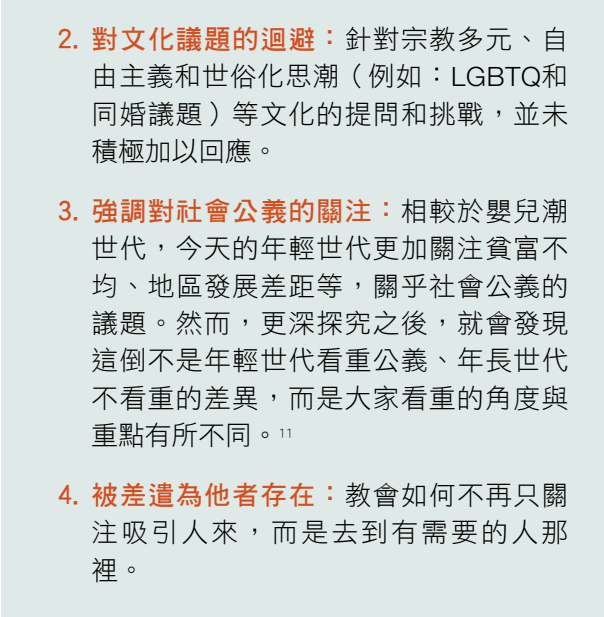 2. 對文化議題的迴避：針對宗教多元、自
由主義和世俗化思潮（例如：LGBTQ和
同婚議題）等文化的提問和挑戰，並未
積極加以回應。
3. 強調對社會公義的關注：相較於嬰兒潮
世代，今天的年輕世代更加關注貧富不
均、地區發展差距等，關乎社會公義的
議題。然而，更深探究之後，就會發現
這倒不是年輕世代看重公義、年長世代
不看重的差異，而是大家看重的角度與
重點有所不同。11
4. 被差遣為他者存在：教會如何不再只關
注吸引人來，而是去到有需要的人那
裡。